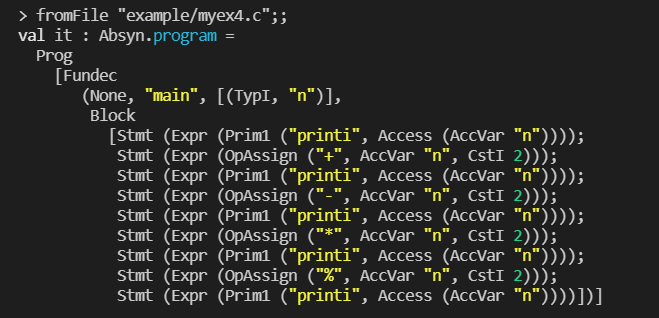 > fromFile "example/myex4.c";;
val it : Absyn.program =
  Prog
    [Fundec
       (None, "main", [(TypI, "n")],
        Block
          [Stmt (Expr (Prim1 ("printi", Access (AccVar "n"))));
           Stmt (Expr (OpAssign ("+", AccVar "n", CstI 2)));
           Stmt (Expr (Prim1 ("printi", Access (AccVar "n"))));
           Stmt (Expr (OpAssign ("-", AccVar "n", CstI 2)));
           Stmt (Expr (Prim1 ("printi", Access (AccVar "n"))));
           Stmt (Expr (OpAssign ("*", AccVar "n", CstI 2)));
           Stmt (Expr (Prim1 ("printi", Access (AccVar "n"))));
           Stmt (Expr (OpAssign ("%", AccVar "n", CstI 2)));
           Stmt (Expr (Prim1 ("printi", Access (AccVar "n"))))])]